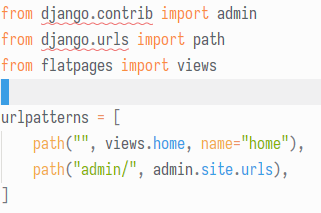 from django.contrib import admin
from django.urls import path
from flatpages import views
urlpatterns = [
    path("", views.home, name="home"),
    path("admin/", admin.site.urls),
]